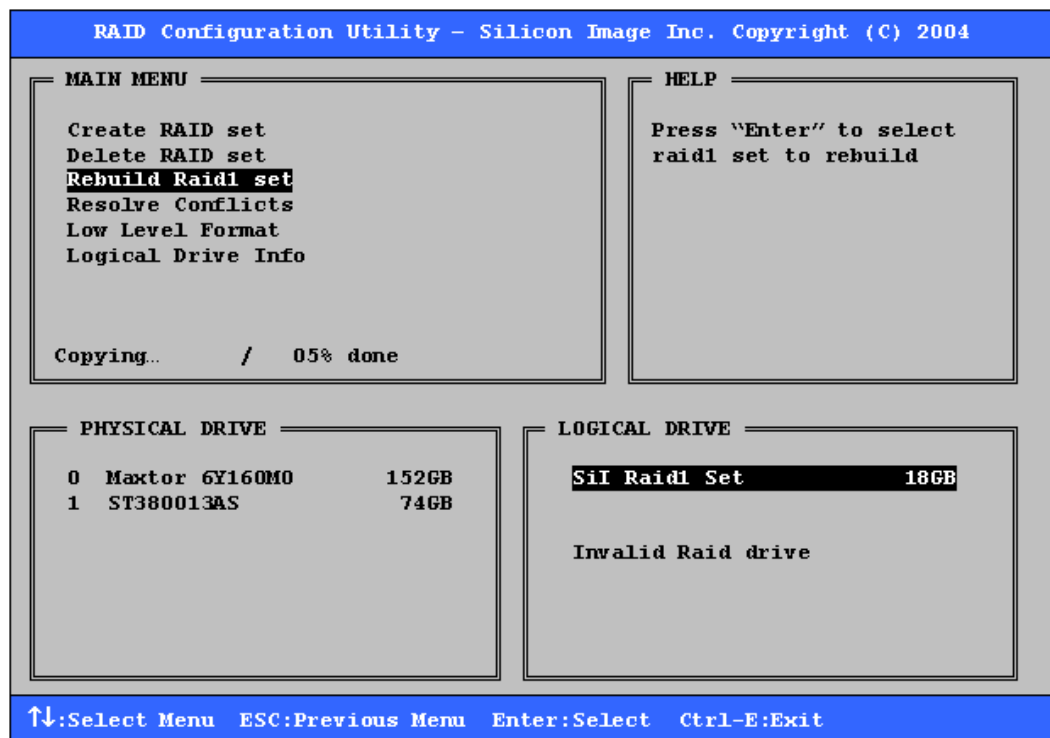 RAID Configuration Utility – Silicon Image Inc. Copyright (C) 2004
MAIN MENU
Create RAID set
Delete RAID set
Rebuild Raid1 set
Resolve Conflicts
Low Level Format
Logical Drive Info
Copying… / 05% done
HELP
Press “Enter” to select
raid1 set to rebuild
PHYSICAL DRIVE
0 Maxtor 6Y160M0 152GB
1 ST380013AS 74GB
LOGICAL DRIVE
SiI Raid1 Set 18GB
Invalid Raid drive
↑↓:Select Menu ESC:Previous Menu Enter:Select Ctrl-E:Exit